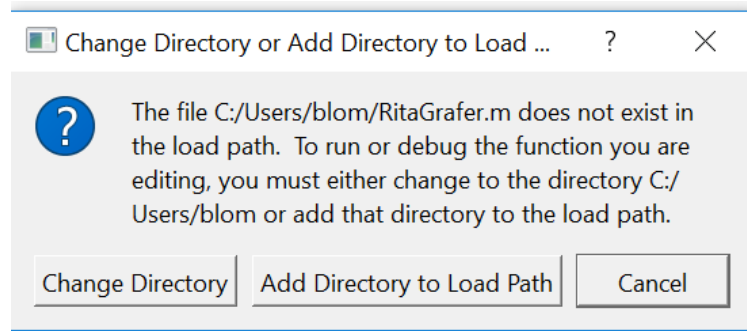 Change Directory or Add Directory to Load ...
?
The file C:/Users/blom/RitaGrafer.m does not exist in
the load path.  To run or debug the function you are
editing, you must either change to the directory C:/
Users/blom or add that directory to the load path.
Change Directory
Add Directory to Load Path
Cancel